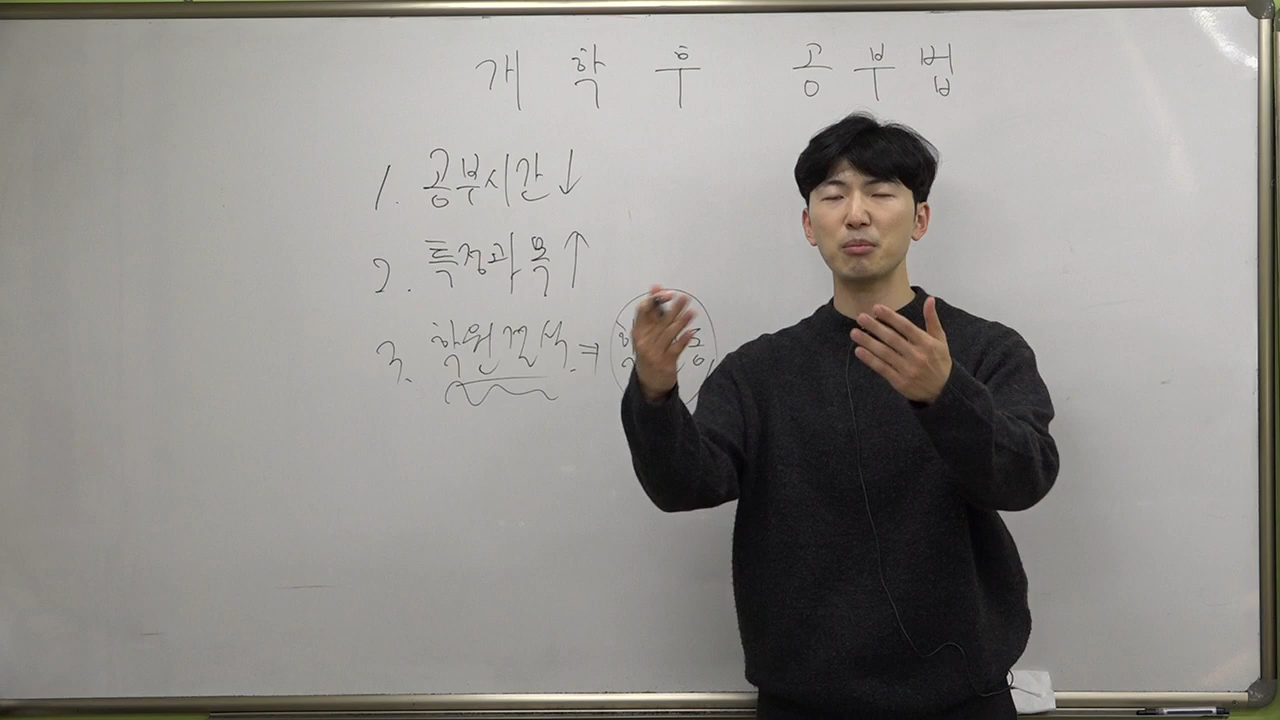 개학후 공부법
1. 공부시간↓
2. 특정과목↑
3. 학원결석 ⇒